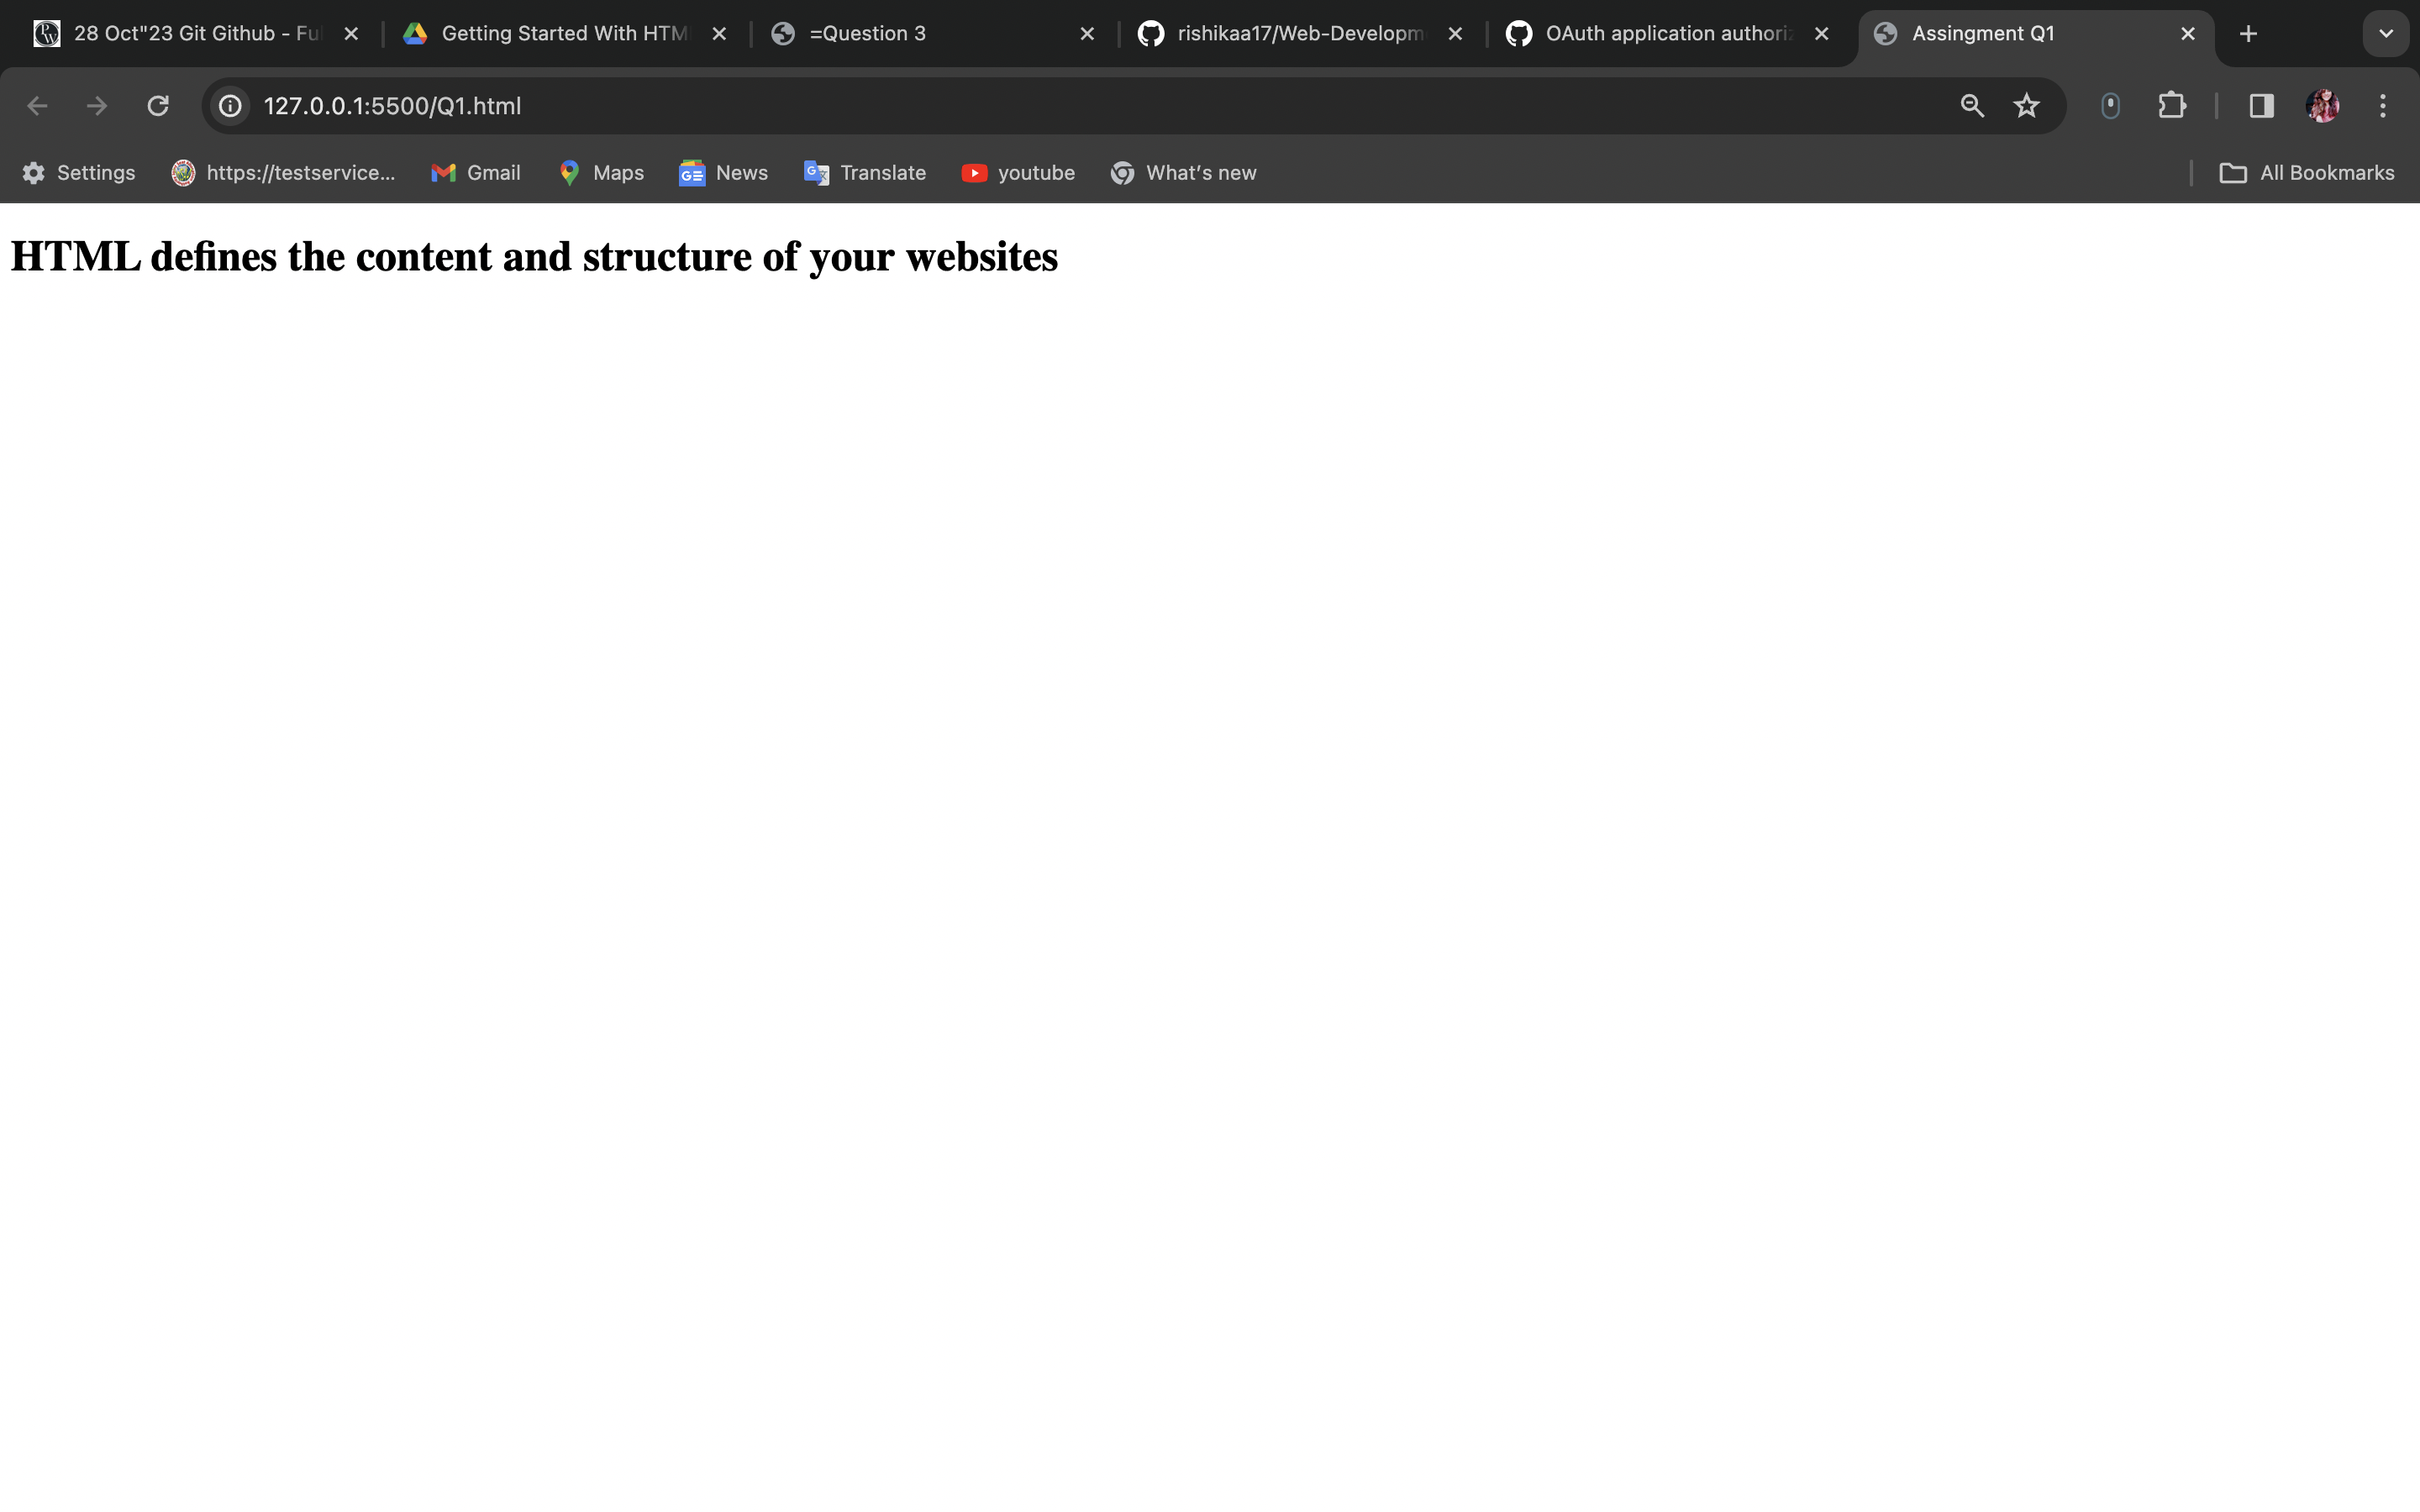 28 Oct"23 Git Github - Fu
Getting Started With HTM
=Question 3
rishikaa17/Web-Developm
OAuth application authori
Assingment Q1
127.0.0.1:5500/Q1.html
Settings
https://testservice...
Gmail
Maps
News
Translate
youtube
What's new
All Bookmarks
HTML defines the content and structure of your websites